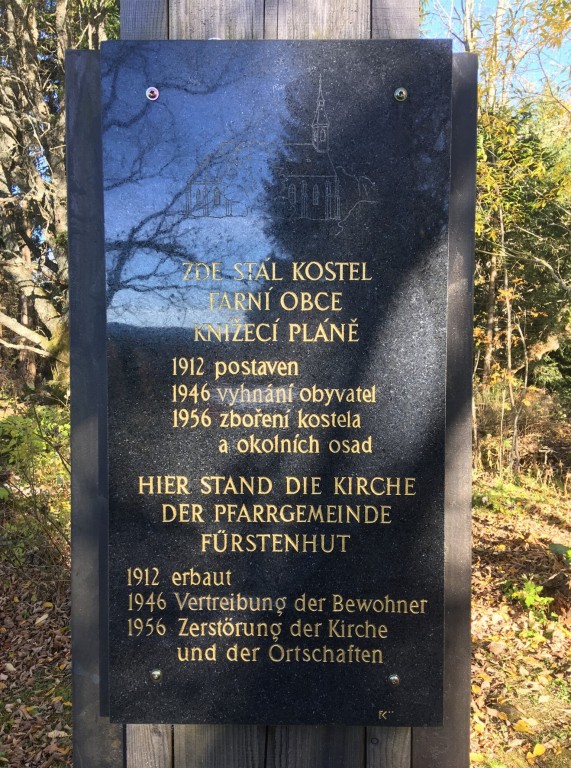 ZDE STÁL KOSTEL
FARNÍ OBCE
KNÍŽECÍ PLÁNĚ
1912 postaven
1946 vyhnání obyvatel
1956 zboření kostela
a okolních osad
HIER STAND DIE KIRCHE
DER PFARRGEMEINDE
FÜRSTENHUT
1912 erbaut
1946 Vertreibung der Bewohner
1956 Zerstörung der Kirche
und der Ortschaften